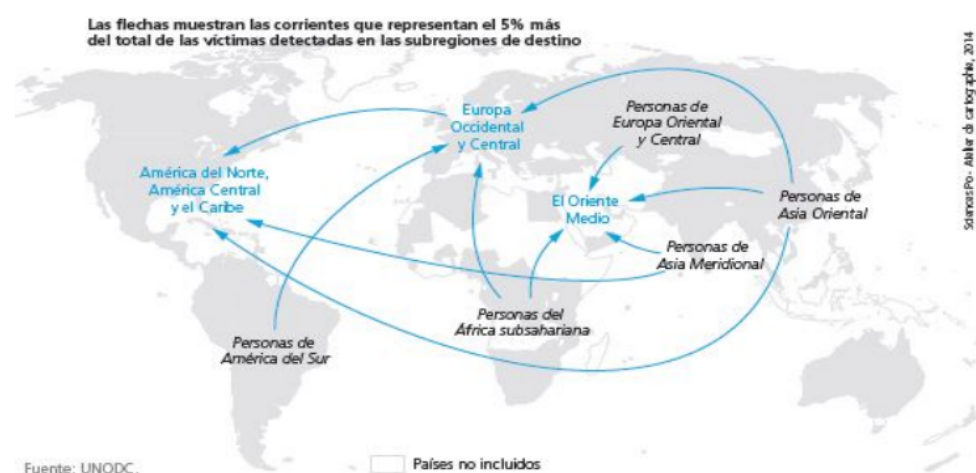 Las flechas muestran las corrientes que representan el 5% más
del total de las víctimas detectadas en las subregiones de destino
Europa
Occidental
y Central
Personas de
Europa Oriental
y Central
América del Norte,
América Central
y el Caribe
El Oriente
Medio
Personas de
Asia Oriental
Personas de
Asia Meridional
Personas del
África subsahariana
Personas de
América del Sur
Fuente: UNODC.
Países no incluidos
SciencesPo - Atelier de cartographie, 2014